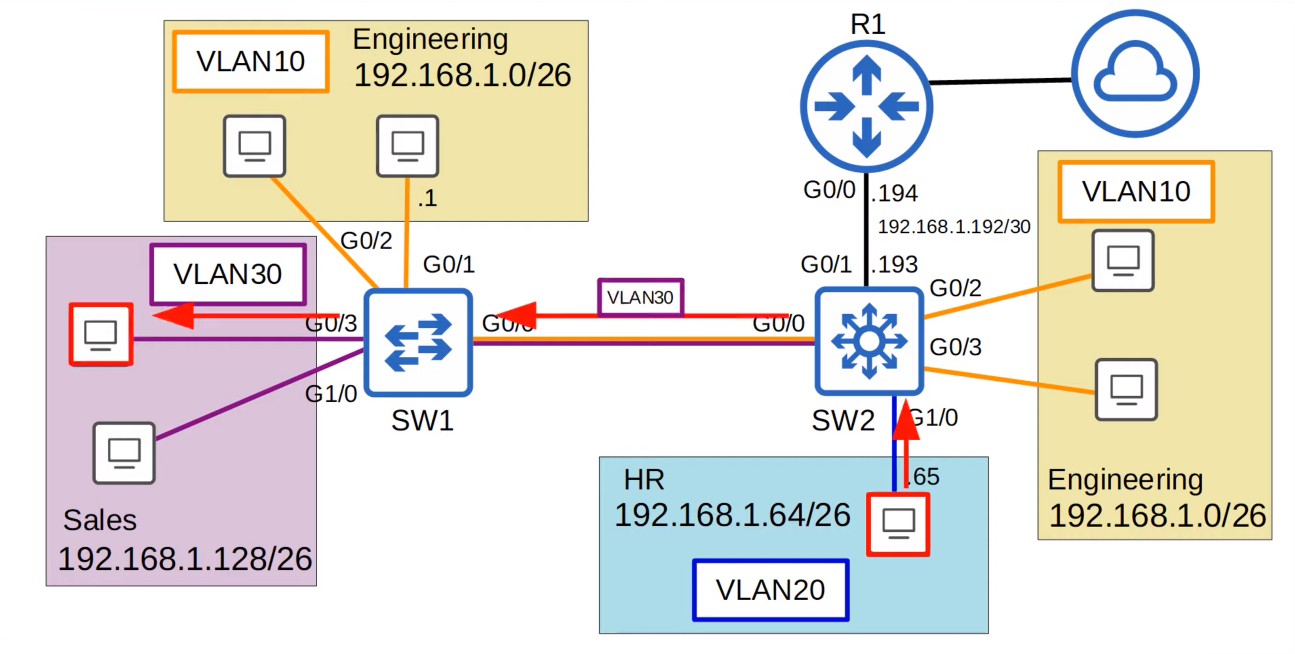 VLAN10
Engineering
192.168.1.0/26
.1
G0/2
G0/1
VLAN30
G0/3
G1/0
SW1
Sales
192.168.1.128/26
G0/0
VLAN30
G0/0
R1
G0/0
.194
192.168.1.192/30
G0/1
.193
G0/2
G0/3
SW2
G1/0
.65
HR
192.168.1.64/26
VLAN20
VLAN10
Engineering
192.168.1.0/26